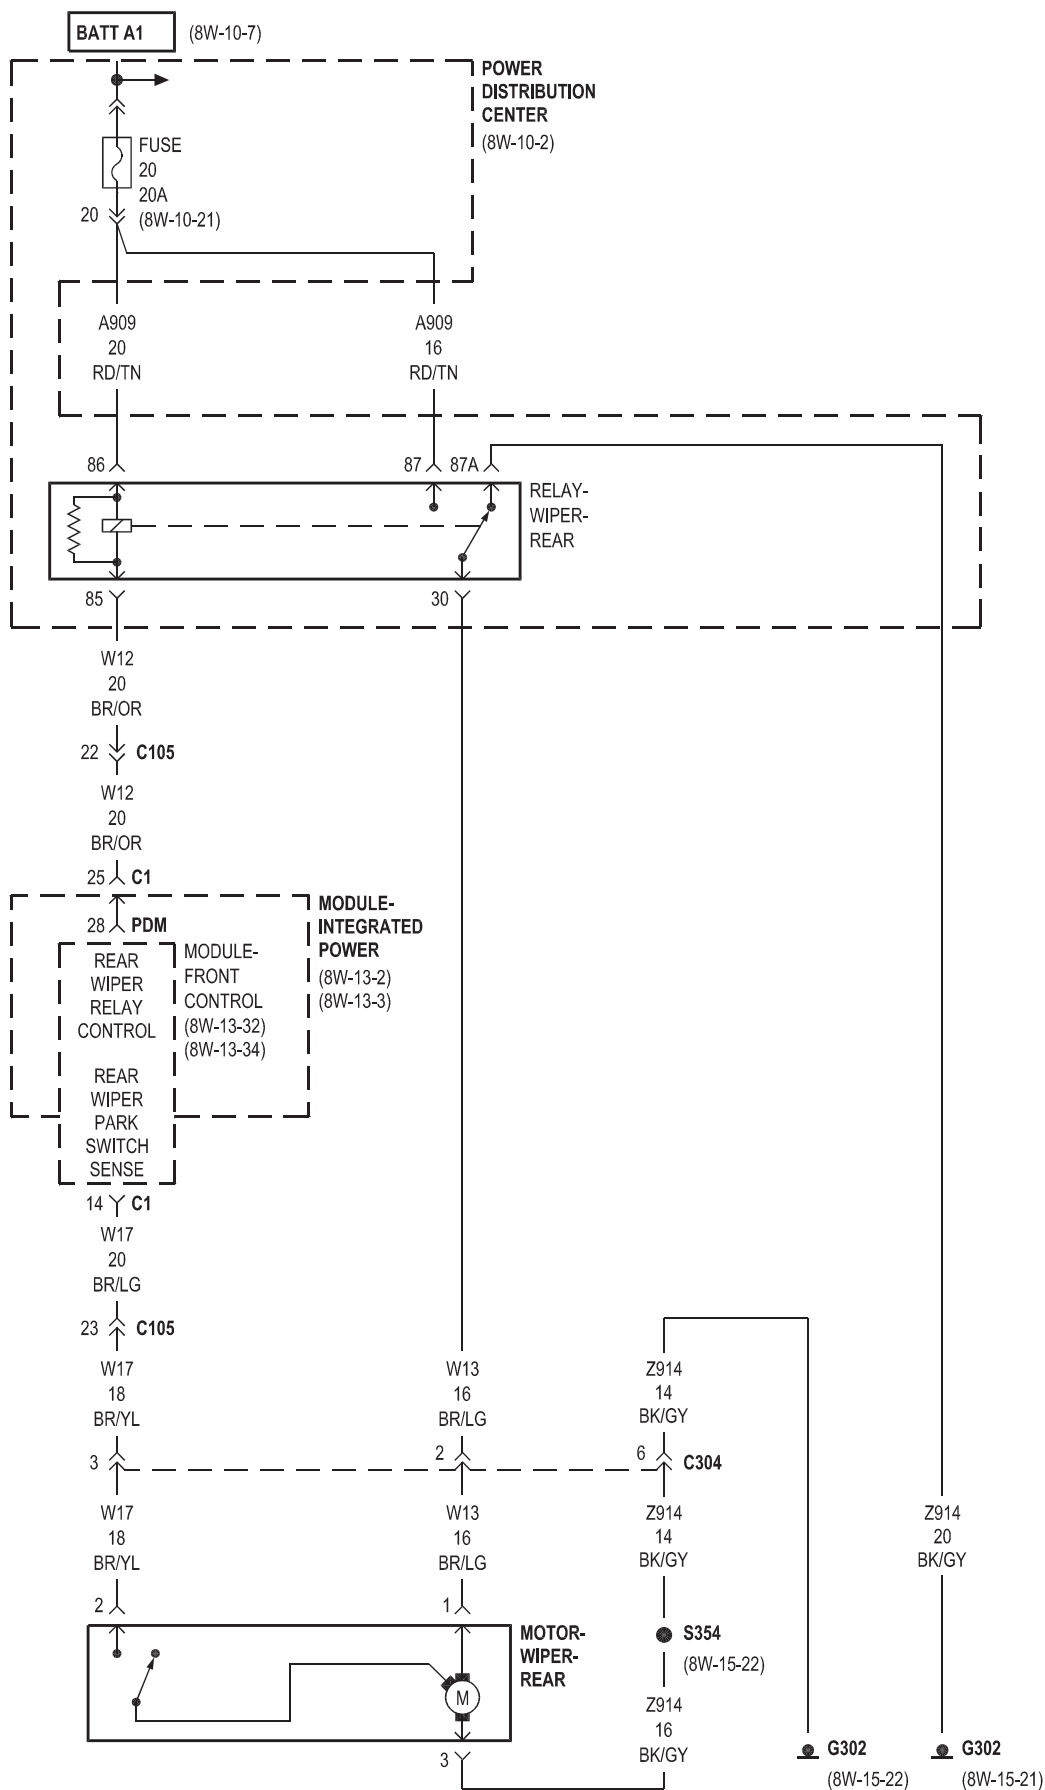 BATT A1
(8W-10-7)
POWER
DISTRIBUTION
CENTER
(8W-10-2)
FUSE
20
20A
(8W-10-21)
20
A909
20
RD/TN
A909
16
RD/TN
86
87
87A
RELAY-
WIPER-
REAR
85
30
W12
20
BR/OR
22
C105
W12
20
BR/OR
25
C1
MODULE-
INTEGRATED
POWER
(8W-13-2)
(8W-13-3)
28
PDM
REAR
WIPER
RELAY
CONTROL
MODULE-
FRONT
CONTROL
(8W-13-32)
(8W-13-34)
REAR
WIPER
PARK
SWITCH
SENSE
14
C1
W17
20
BR/LG
23
C105
W17
18
BR/YL
W13
16
BR/LG
Z914
14
BK/GY
3
2
6
C304
W17
18
BR/YL
W13
16
BR/LG
Z914
14
BK/GY
Z914
20
BK/GY
2
1
MOTOR-
WIPER-
REAR
M
3
S354
(8W-15-22)
Z914
16
BK/GY
G302
(8W-15-22)
G302
(8W-15-21)